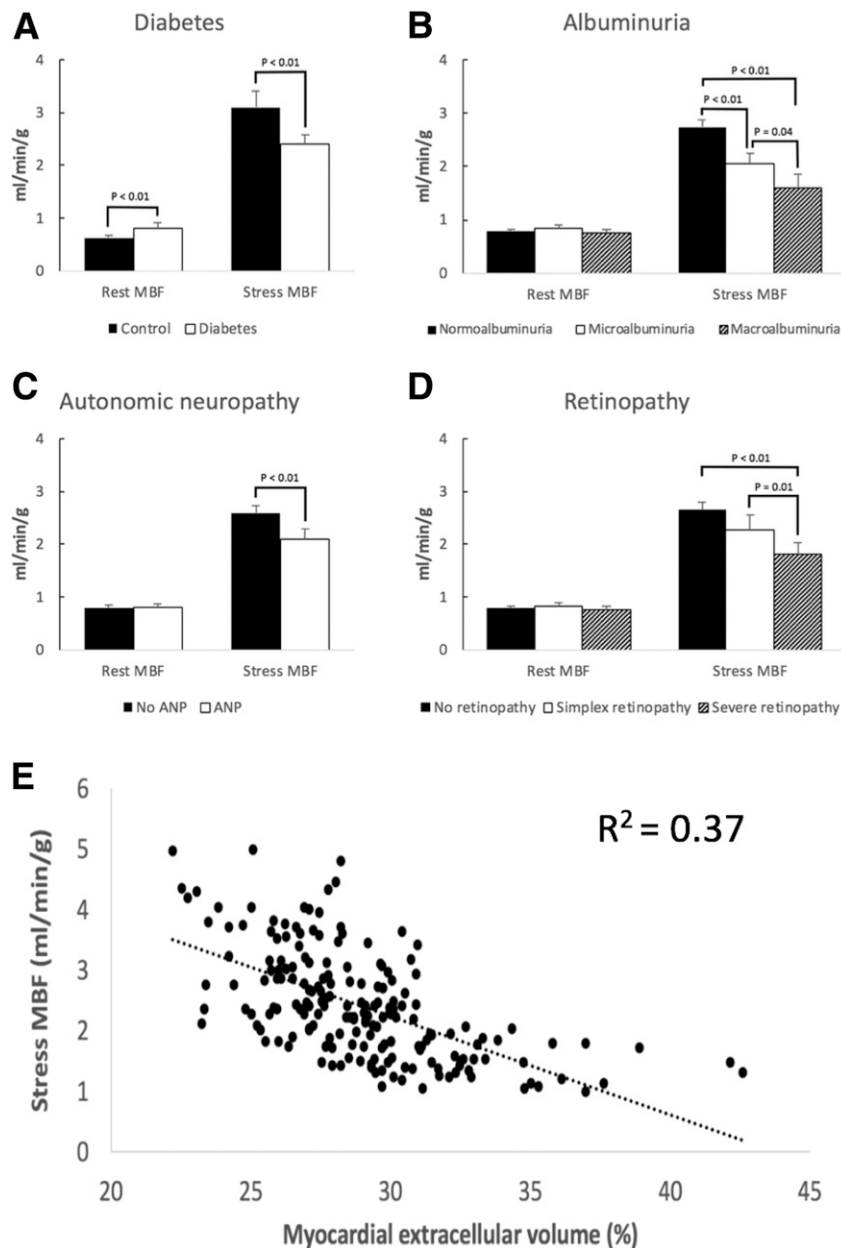 A
Diabetes
4
3
2
1
0
ml/min/g
P < 0.01
P < 0.01
Rest MBF
Stress MBF
Control
Diabetes
B
Albuminuria
4
3
2
1
0
ml/min/g
P < 0.01
P < 0.01
P = 0.04
Rest MBF
Stress MBF
Normoalbuminuria
Microalbuminuria
Macroalbuminuria
C
Autonomic neuropathy
4
3
2
1
0
ml/min/g
P < 0.01
Rest MBF
Stress MBF
No ANP
ANP
D
Retinopathy
4
3
2
1
0
ml/min/g
P < 0.01
P = 0.01
Rest MBF
Stress MBF
No retinopathy
Simplex retinopathy
Severe retinopathy
E
R² = 0.37
6
5
4
3
2
1
0
Stress MBF (ml/min/g)
20 25 30 35 40 45
Myocardial extracellular volume (%)